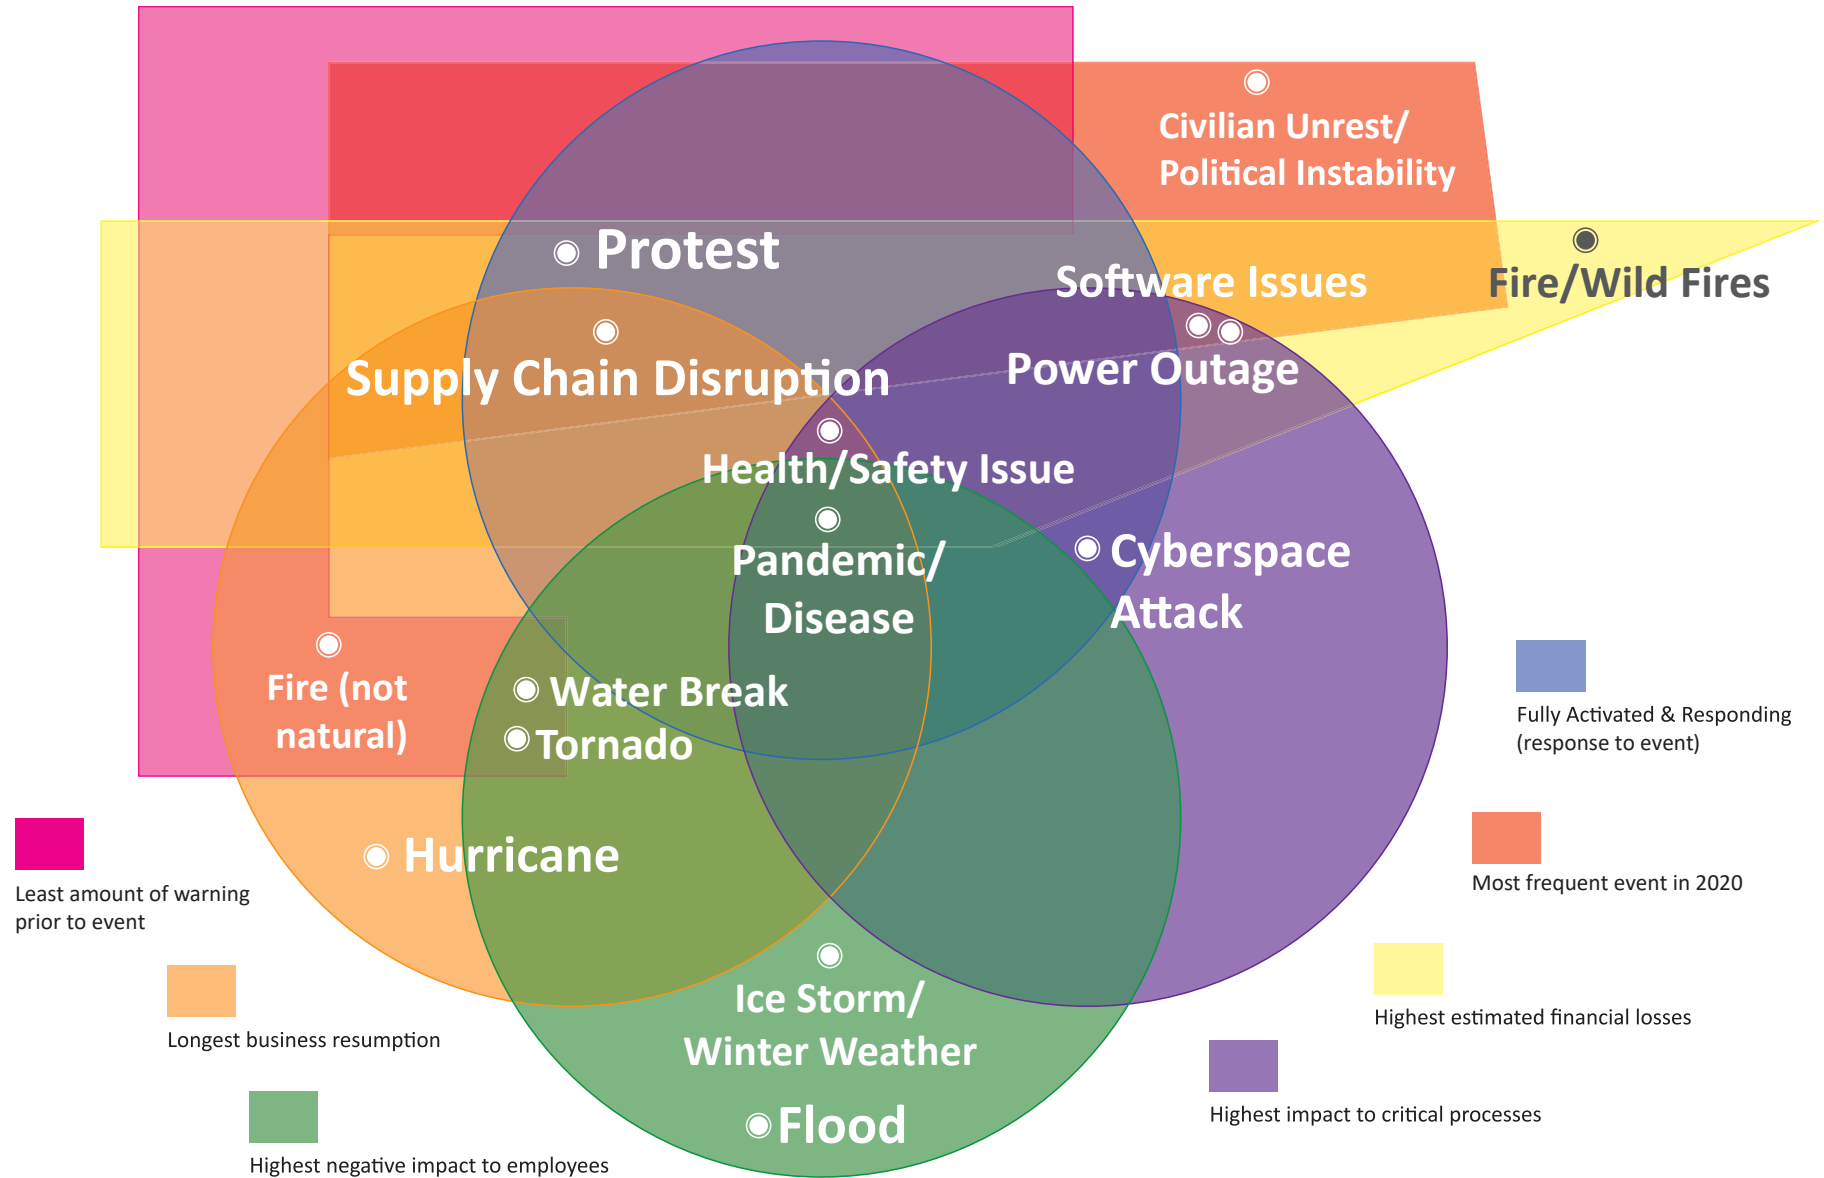 Civilian Unrest/
Political Instability
Protest
Software Issues
Fire/Wild Fires
Supply Chain Disruption
Power Outage
Health/Safety Issue
Pandemic/
Disease
Cyberspace
Attack
Fire (not
natural)
Water Break
Tornado
Hurricane
Ice Storm/
Winter Weather
Flood
Fully Activated & Responding
(response to event)
Most frequent event in 2020
Highest estimated financial losses
Highest impact to critical processes
Least amount of warning
prior to event
Longest business resumption
Highest negative impact to employees